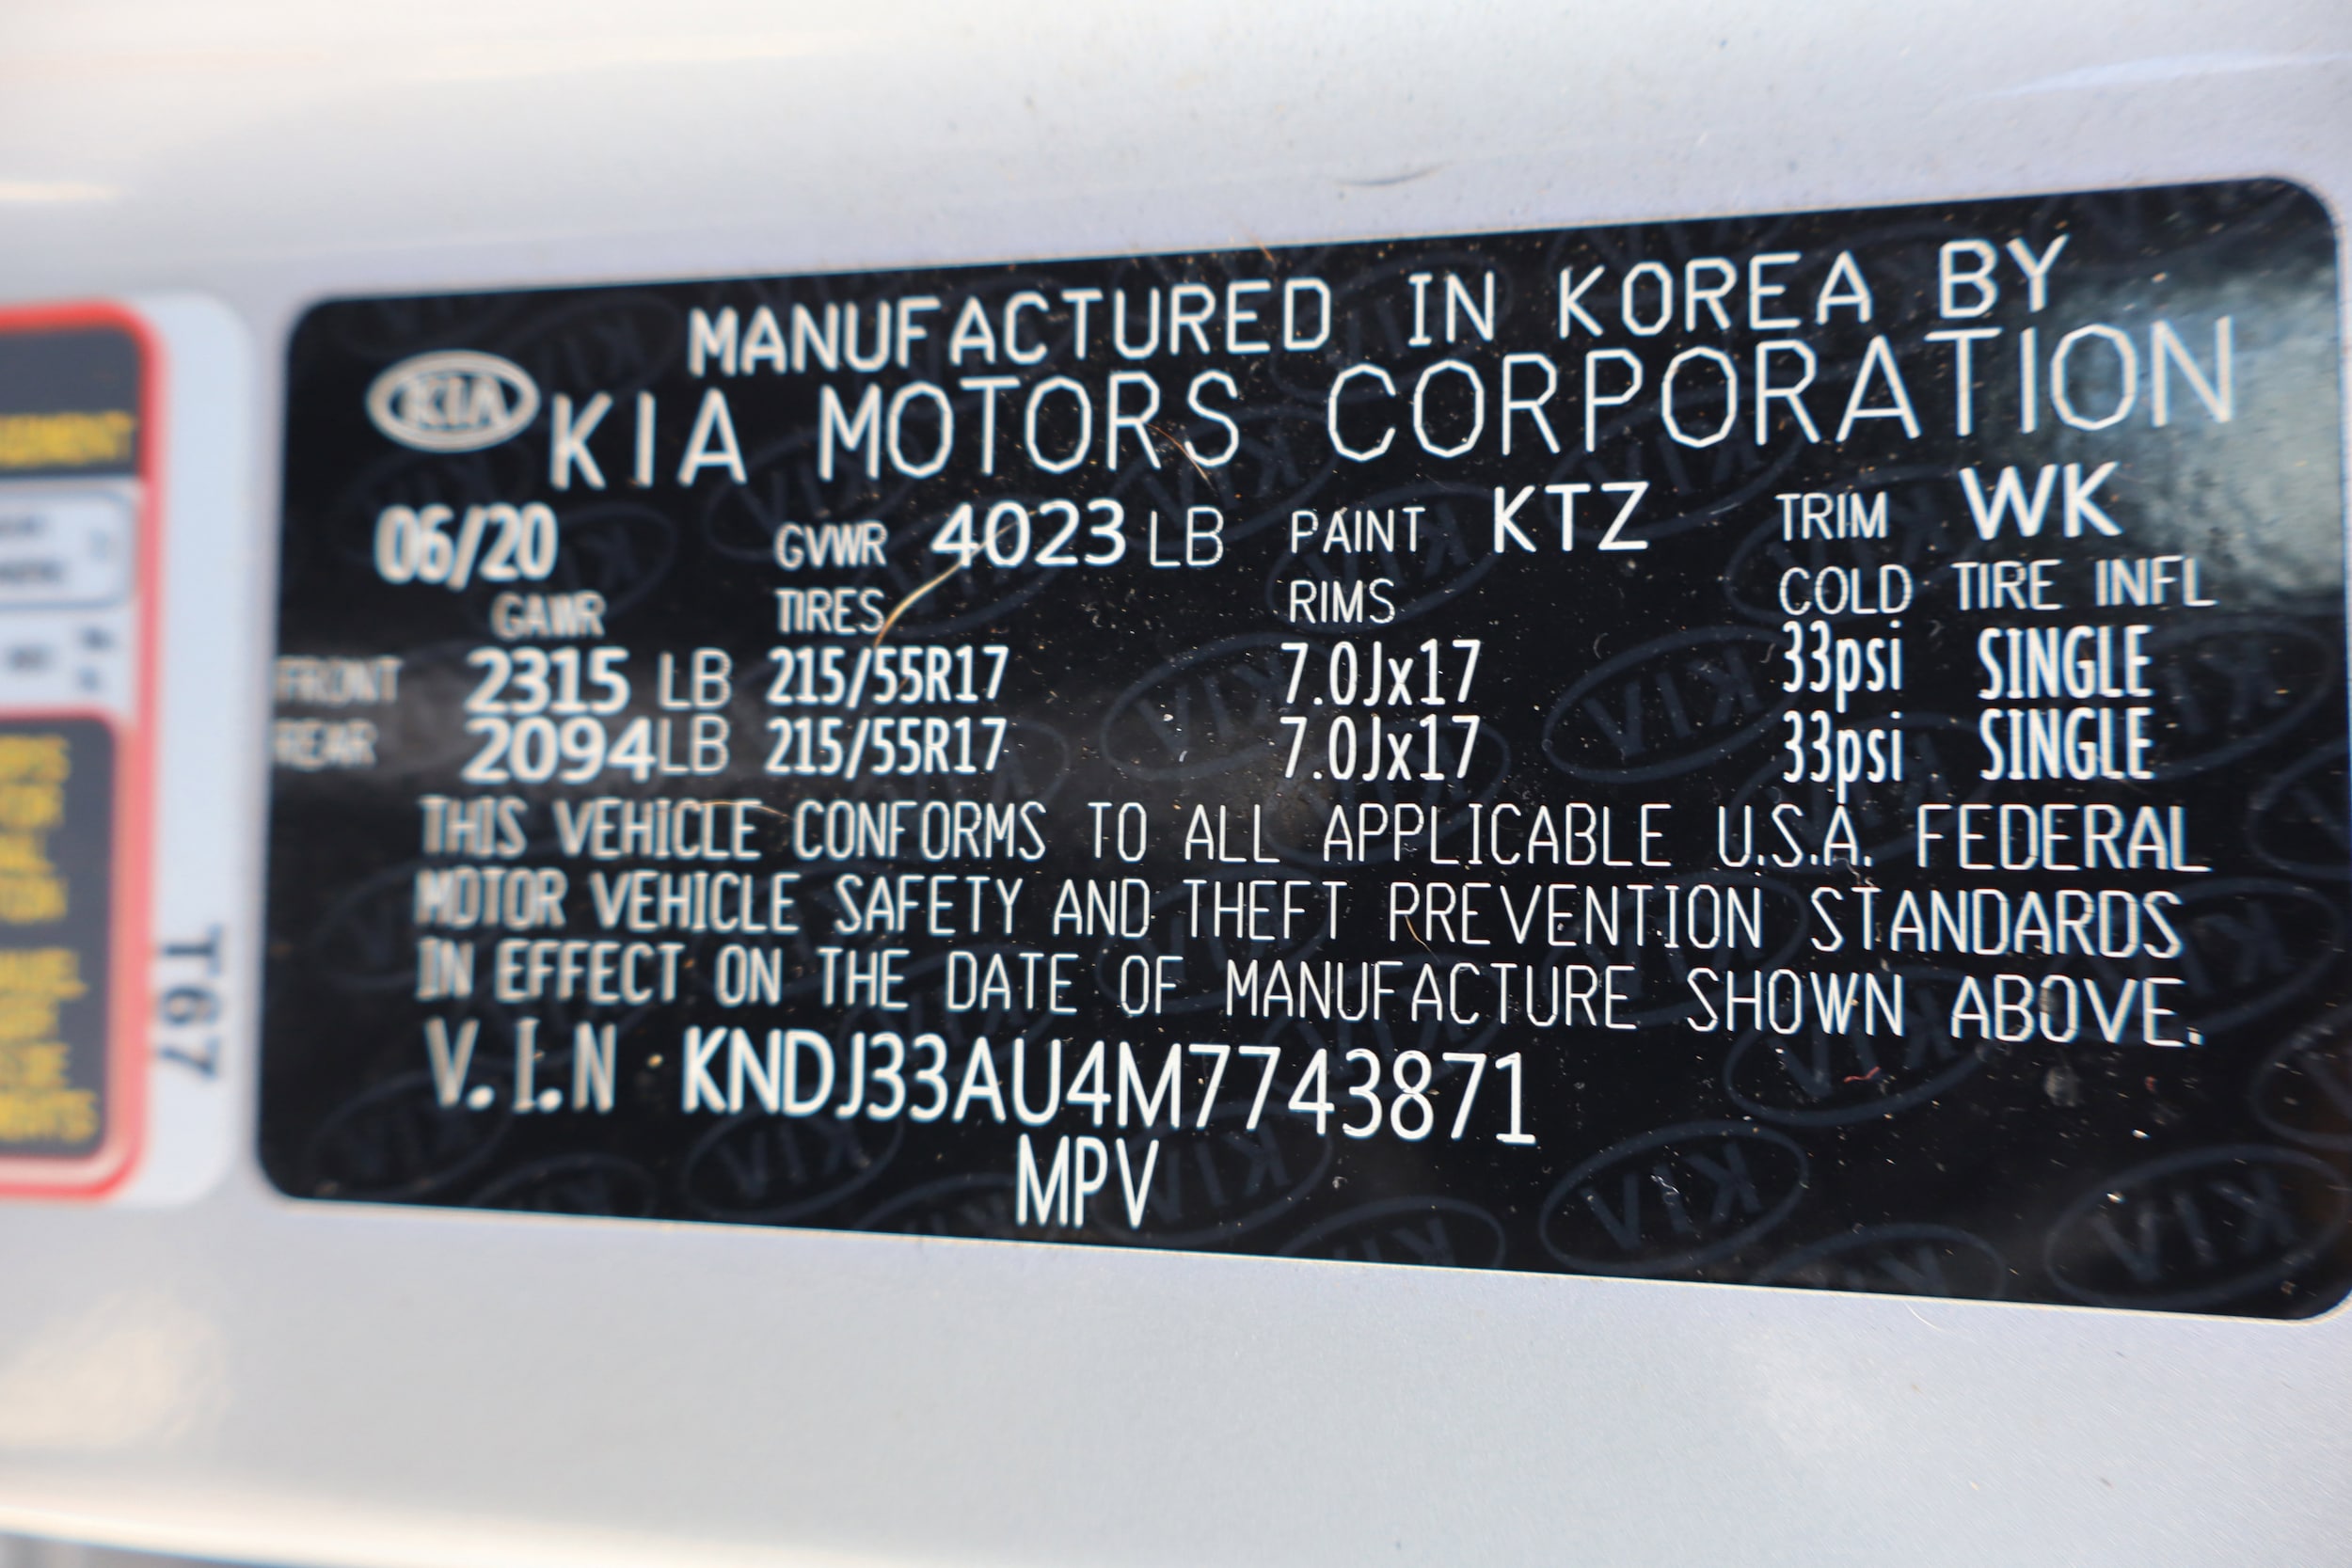 MANUFACTURED IN KOREA BY
KIA KIA MOTORS CORPORATION
06/20 GVWR 4023 LB PAINT KTZ TRIM WK
GAWR TIRES RIMS COLD TIRE INFL
FRONT 2315 LB 215/55R17 7.0Jx17 33psi SINGLE
REAR 2094LB 215/55R17 7.0Jx17 33psi SINGLE
THIS VEHICLE CONFORMS TO ALL APPLICABLE U.S.A. FEDERAL
MOTOR VEHICLE SAFETY AND THEFT PREVENTION STANDARDS
IN EFFECT ON THE DATE OF MANUFACTURE SHOWN ABOVE.
V.I.N KNDJ33AU4M7743871
MPV
T67